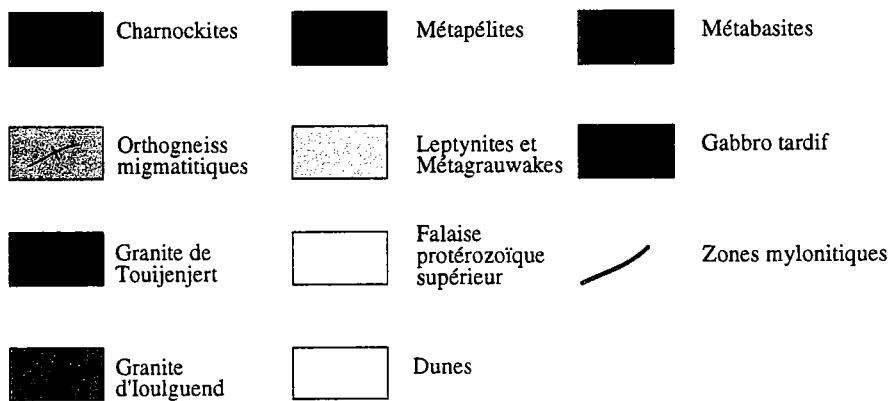 Charnockites
Métapélites
Métabasites
Orthogneiss
migmatitiques
Leptynites et
Métagrauwakes
Gabbro tardif
Granite de
Touijenjert
Falaise
protérozoïque
supérieur
Zones mylonitiques
Granite
d'Ioulguend
Dunes